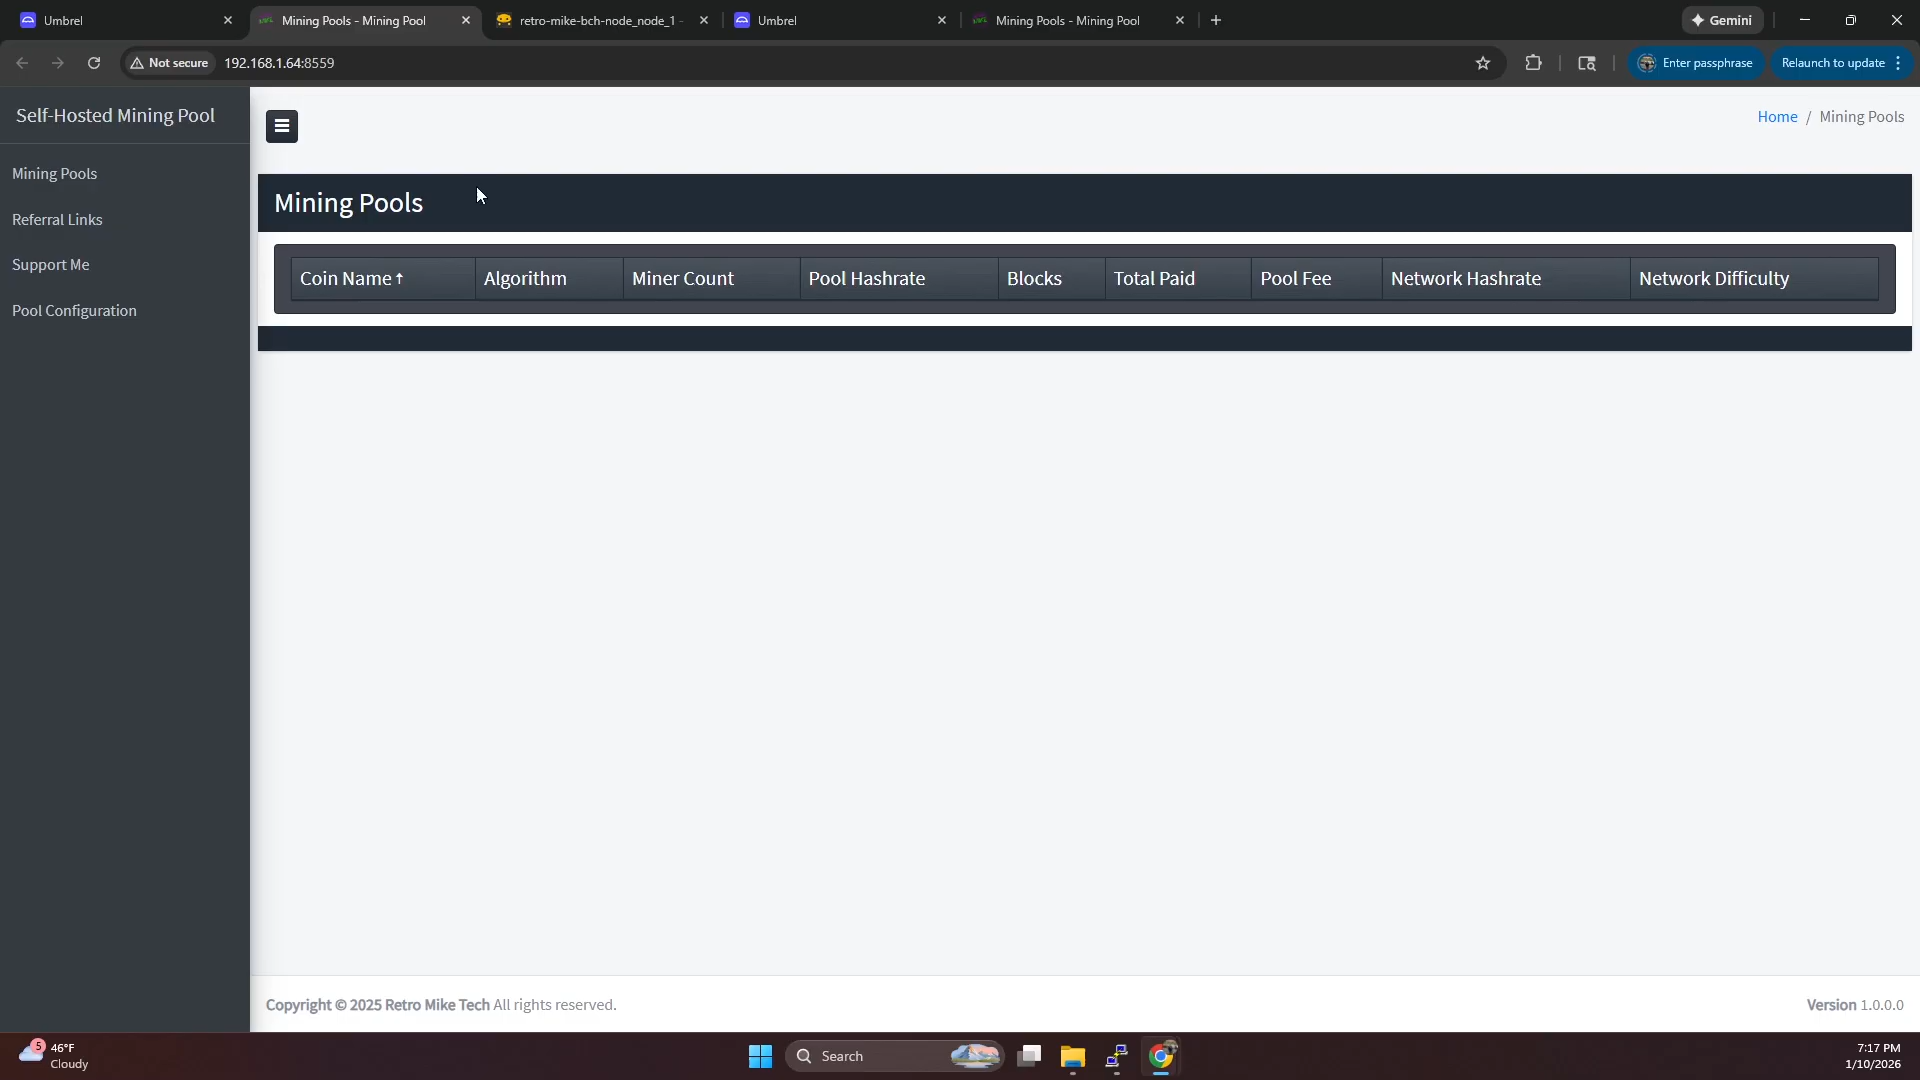 Umbrel
Mining Pools - Mining Pool
retro-mike-bch-node_node_1 -
Umbrel
Mining Pools - Mining Pool
Gemini
Not secure
192.168.1.64:8559
Enter passphrase
Relaunch to update
Self-Hosted Mining Pool
Home / Mining Pools
Mining Pools
Referral Links
Support Me
Pool Configuration
Mining Pools
Coin Name↑ Algorithm Miner Count Pool Hashrate Blocks Total Paid Pool Fee Network Hashrate Network Difficulty
Copyright © 2025 Retro Mike Tech All rights reserved.
Version 1.0.0.0
5
46°F
Cloudy
Search
7:17 PM
1/10/2026